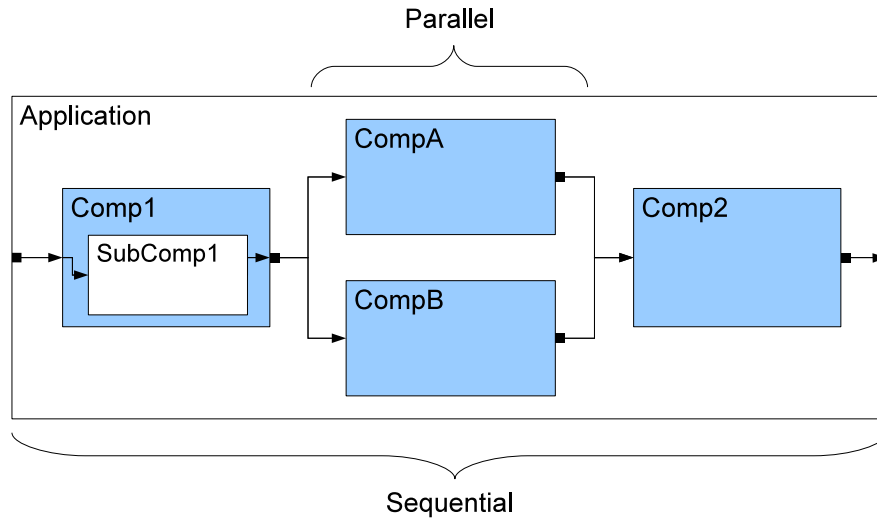 Parallel
Application
CompA
Comp1
SubComp1
Comp2
CompB
Sequential